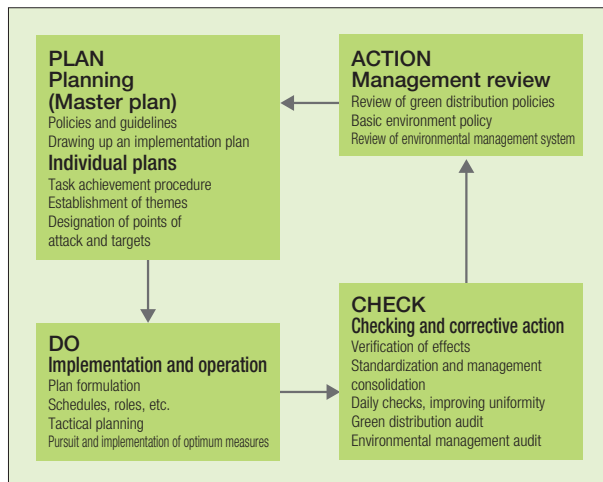 PLAN
Planning
(Master plan)
Policies and guidelines
Drawing up an implementation plan
Individual plans
Task achievement procedure
Establishment of themes
Designation of points of
attack and targets
ACTION
Management review
Review of green distribution policies
Basic environment policy
Review of environmental management system
DO
Implementation and operation
Plan formulation
Schedules, roles, etc.
Tactical planning
Pursuit and implementation of optimum measures
CHECK
Checking and corrective action
Verification of effects
Standardization and management
consolidation
Daily checks, improving uniformity
Green distribution audit
Environmental management audit